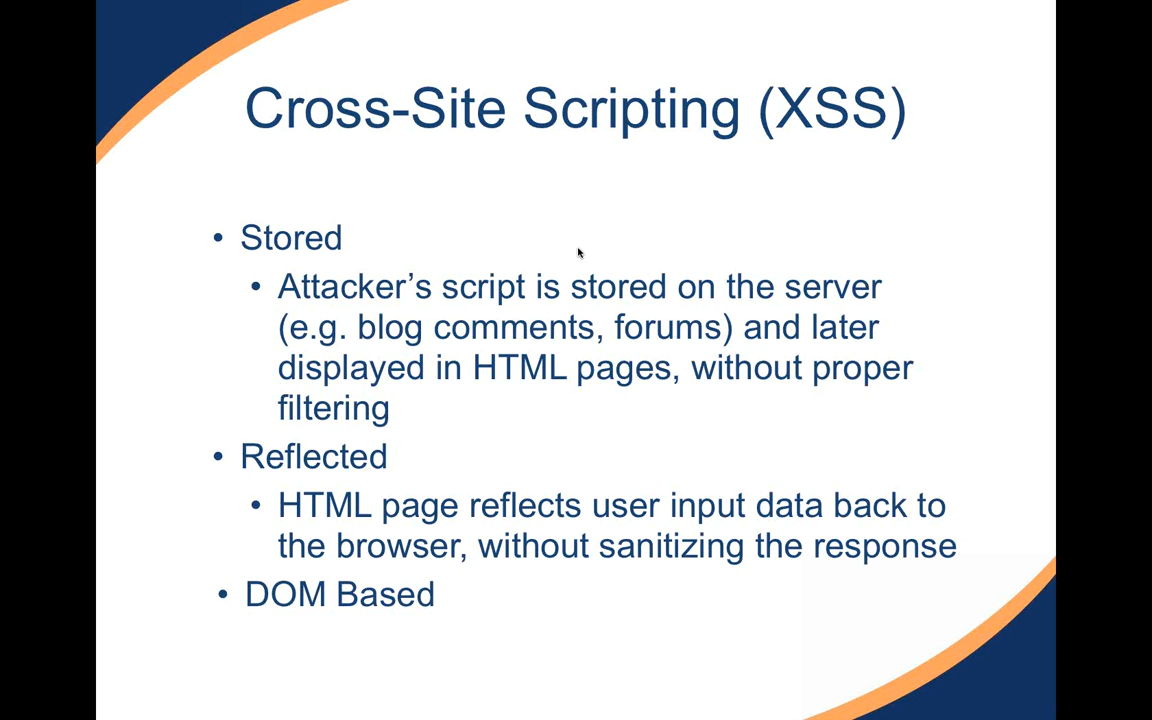 Cross-Site Scripting (XSS)
• Stored
• Attacker’s script is stored on the server
(e.g. blog comments, forums) and later
displayed in HTML pages, without proper
filtering
• Reflected
• HTML page reflects user input data back to
the browser, without sanitizing the response
• DOM Based